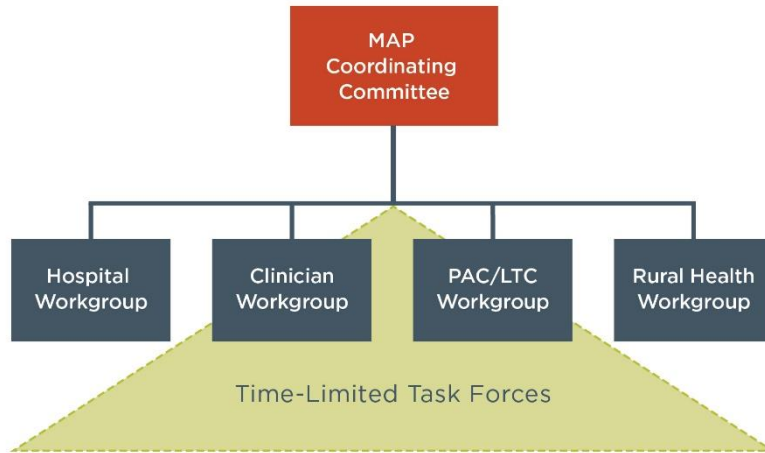 MAP
Coordinating
Committee
Hospital
Workgroup
Clinician
Workgroup
PAC/LTC
Workgroup
Rural Health
Workgroup
Time-Limited Task Forces